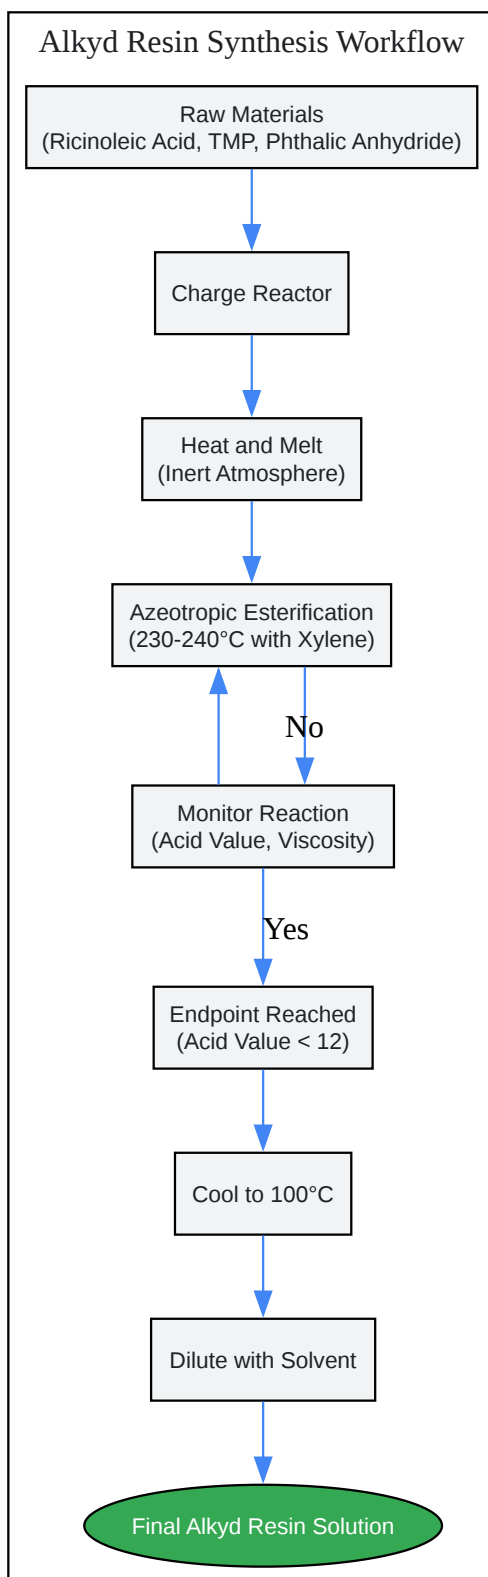 Alkyd Resin Synthesis Workflow
Raw Materials
(Ricinoleic Acid, TMP, Phthalic Anhydride)
Charge Reactor
Heat and Melt
(Inert Atmosphere)
Azeotropic Esterification
(230-240°C with Xylene)
No
Monitor Reaction
(Acid Value, Viscosity)
Yes
Endpoint Reached
(Acid Value < 12)
Cool to 100°C
Dilute with Solvent
Final Alkyd Resin Solution